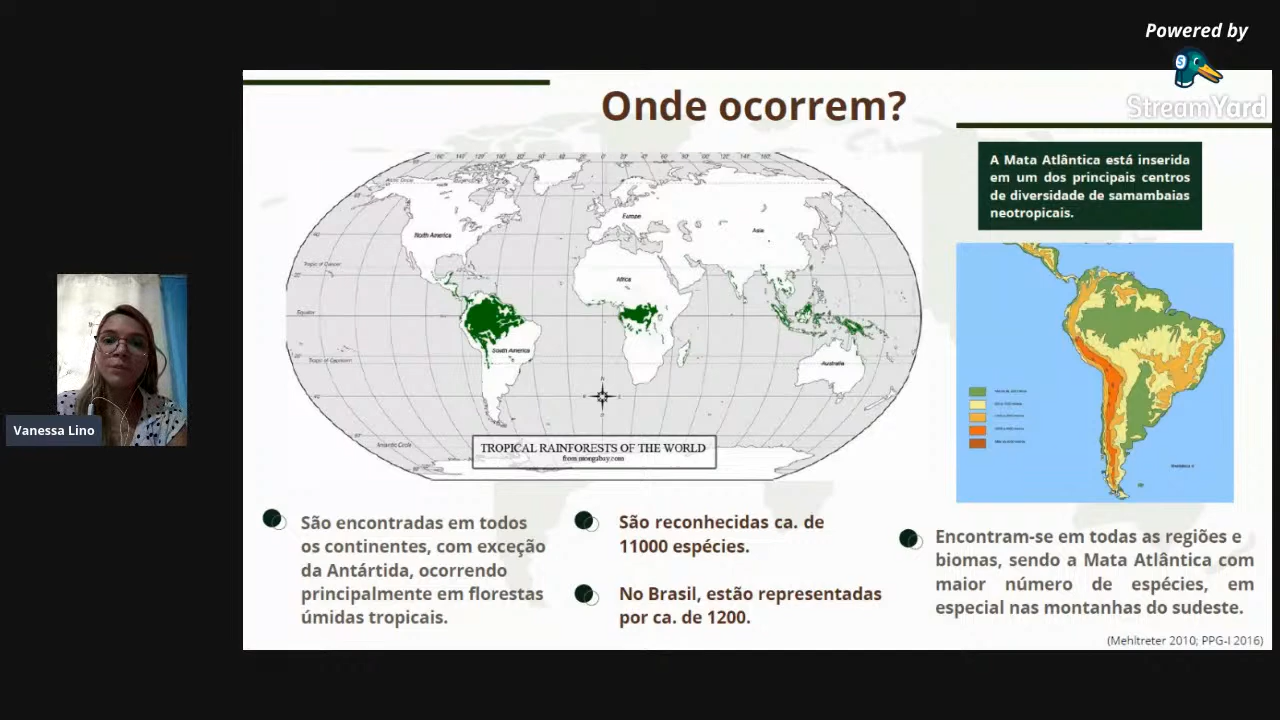 Powered by
StreamYard
Onde ocorrem?
A Mata Atlântica está inserida
em um dos principais centros
de diversidade de samambaias
neotropicais.
North America
Europe
Asia
Africa
Tropic of Cancer
Equator
South America
Tropic of Capricorn
Australia
Antarctic Circle
TROPICAL RAINFORESTS OF THE WORLD
from mongabay.com
Vanessa Lino
São encontradas em todos
os continentes, com exceção
da Antártida, ocorrendo
principalmente em florestas
úmidas tropicais.
São reconhecidas ca. de
11000 espécies.
No Brasil, estão representadas
por ca. de 1200.
Encontram-se em todas as regiões e
biomas, sendo a Mata Atlântica com
maior número de espécies, em
especial nas montanhas do sudeste.
(Mehltreter 2010; PPG-I 2016)